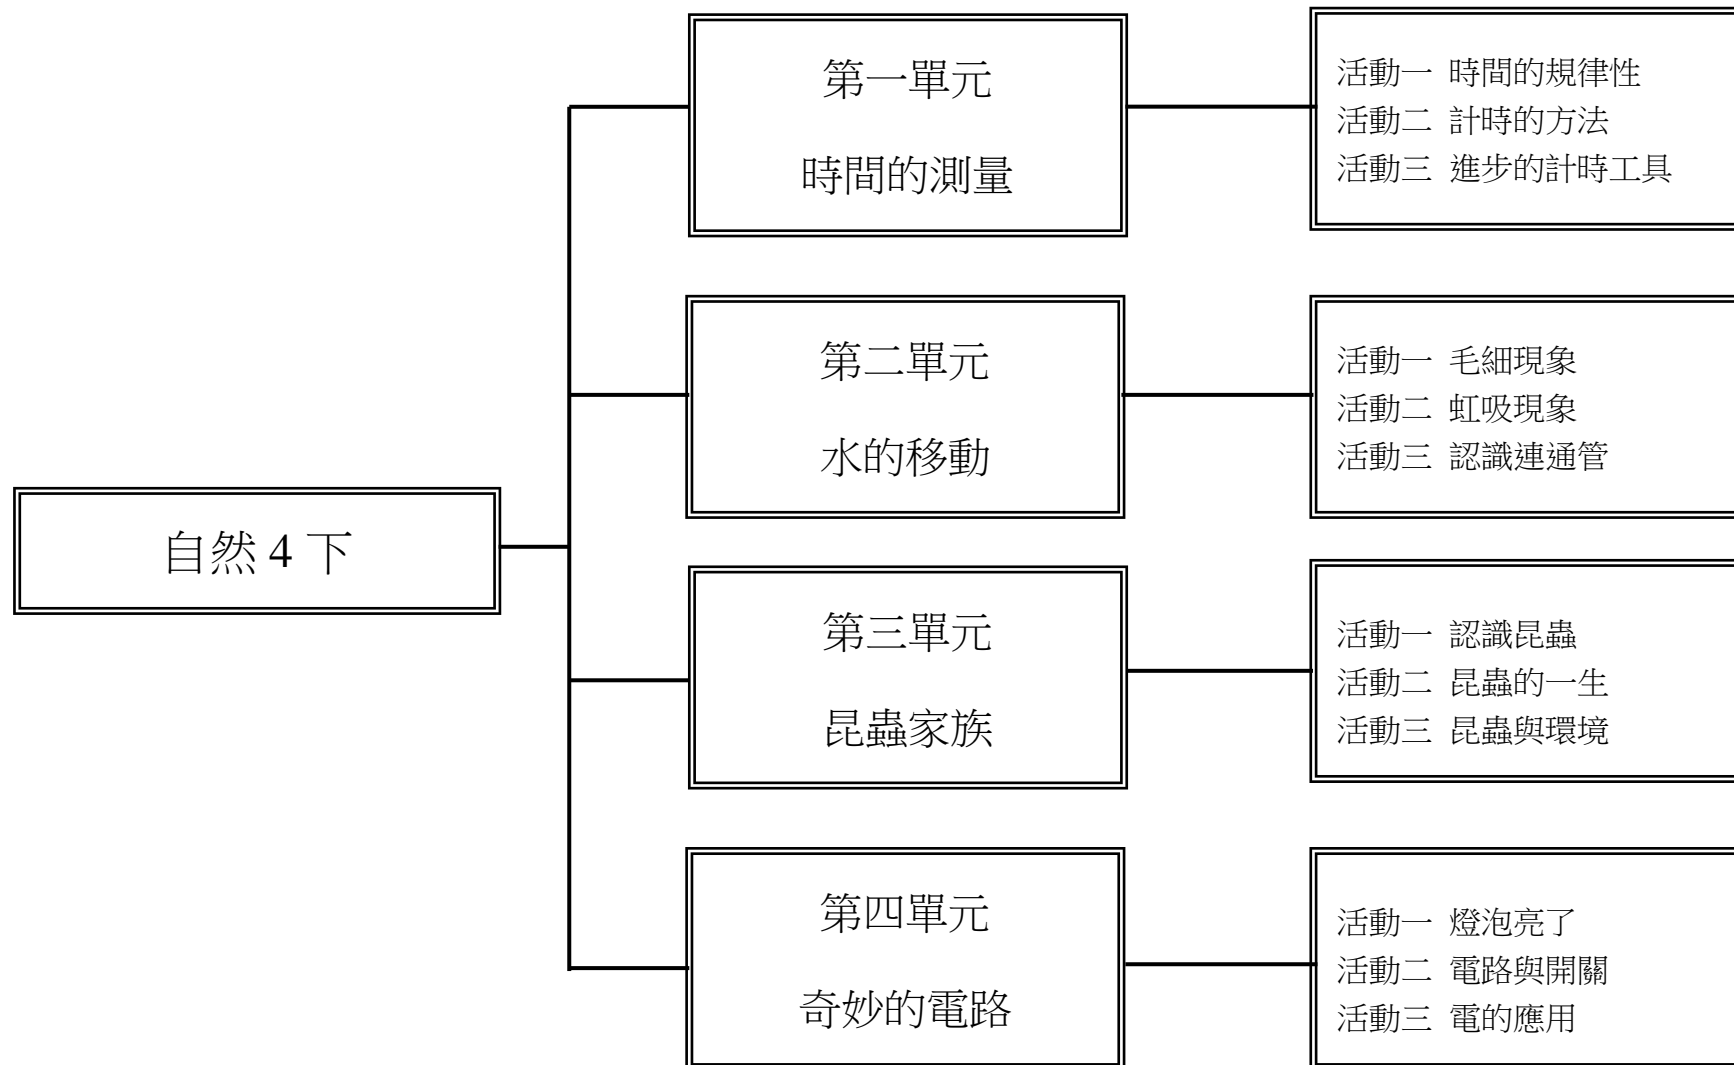 自然 4 下
第一單元
時間的測量
活動一 時間的規律性
活動二 計時的方法
活動三 進步的計時工具
第二單元
水的移動
活動一 毛細現象
活動二 虹吸現象
活動三 認識連通管
第三單元
昆蟲家族
活動一 認識昆蟲
活動二 昆蟲的一生
活動三 昆蟲與環境
第四單元
奇妙的電路
活動一 燈泡亮了
活動二 電路與開關
活動三 電的應用